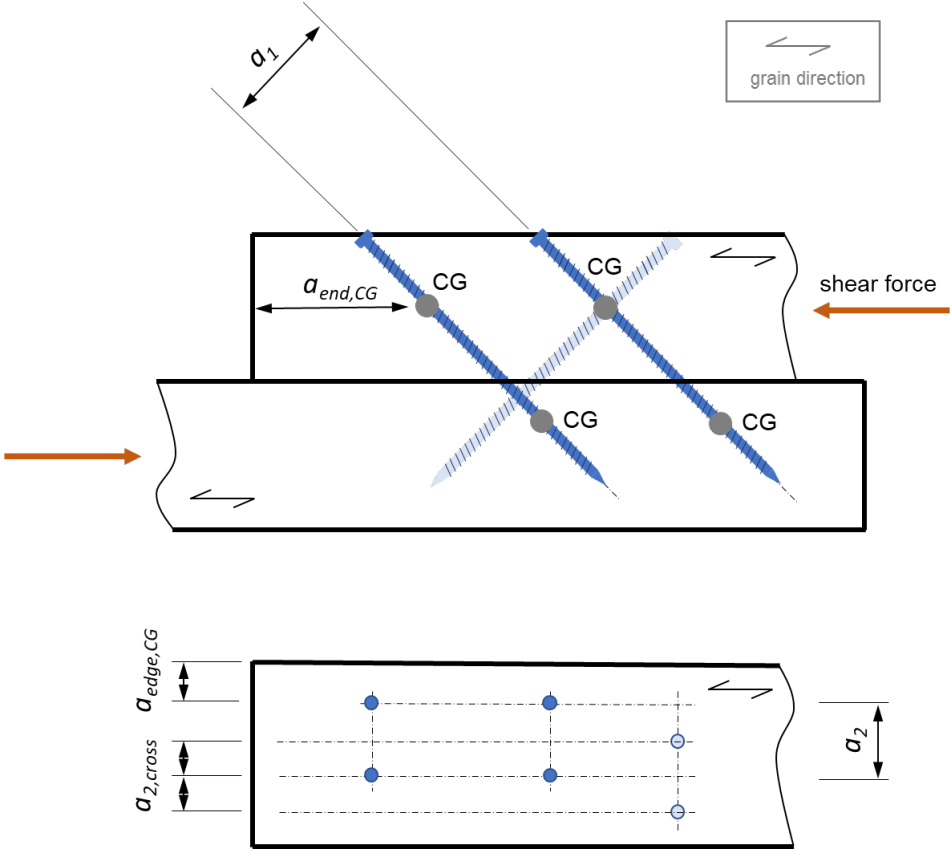 a1
grain direction
CG
CG
aend,CG
shear force
CG
CG
aedge,CG
a2
a2,cross